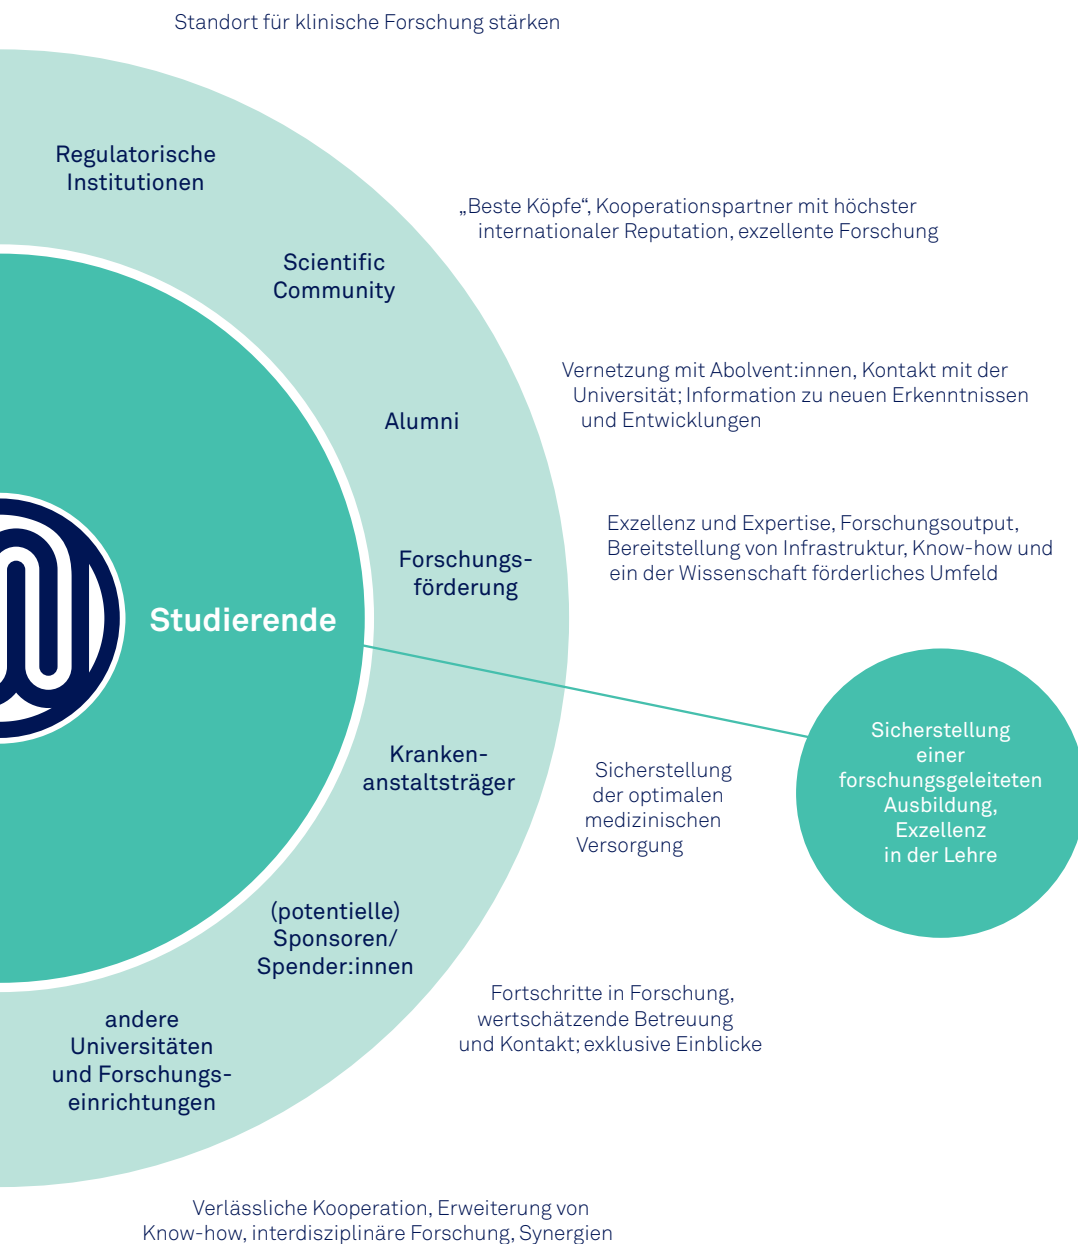 Standort für klinische Forschung stärken
Regulatorische
Institutionen
„Beste Köpfe“, Kooperationspartner mit höchster
internationaler Reputation, exzellente Forschung
Scientific
Community
Vernetzung mit Abolvent:innen, Kontakt mit der
Universität; Information zu neuen Erkenntnissen
und Entwicklungen
Alumni
Exzellenz und Expertise, Forschungsoutput,
Bereitstellung von Infrastruktur, Know-how und
ein der Wissenschaft förderliches Umfeld
Forschungs-
förderung
Studierende
Sicherstellung
einer
forschungsgeleiteten
Ausbildung,
Exzellenz
in der Lehre
Kranken-
anstaltsträger
Sicherstellung
der optimalen
medizinischen
Versorgung
(potentielle)
Sponsoren/
Spender:innen
Fortschritte in Forschung,
wertschätzende Betreuung
und Kontakt; exklusive Einblicke
andere
Universitäten
und Forschungs-
einrichtungen
Verlässliche Kooperation, Erweiterung von
Know-how, interdisziplinäre Forschung, Synergien